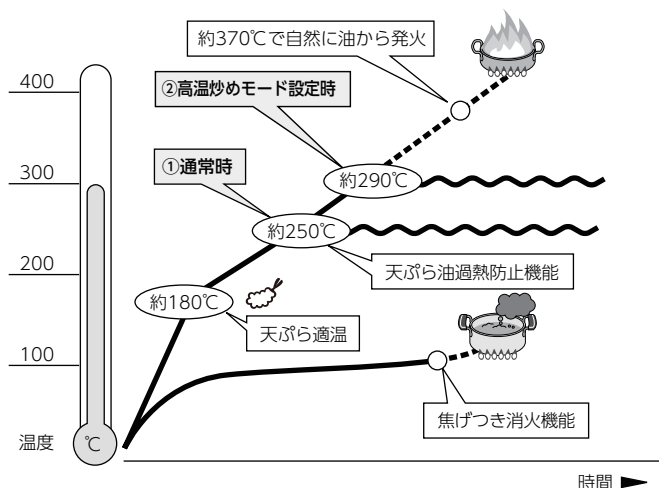 約370℃で自然に油から発火
400
②高温炒めモード設定時
300
①通常時
約290℃
約250℃
200
天ぷら油過熱防止機能
約180℃
天ぷら適温
100
焦げつき消火機能
温度
℃
時間